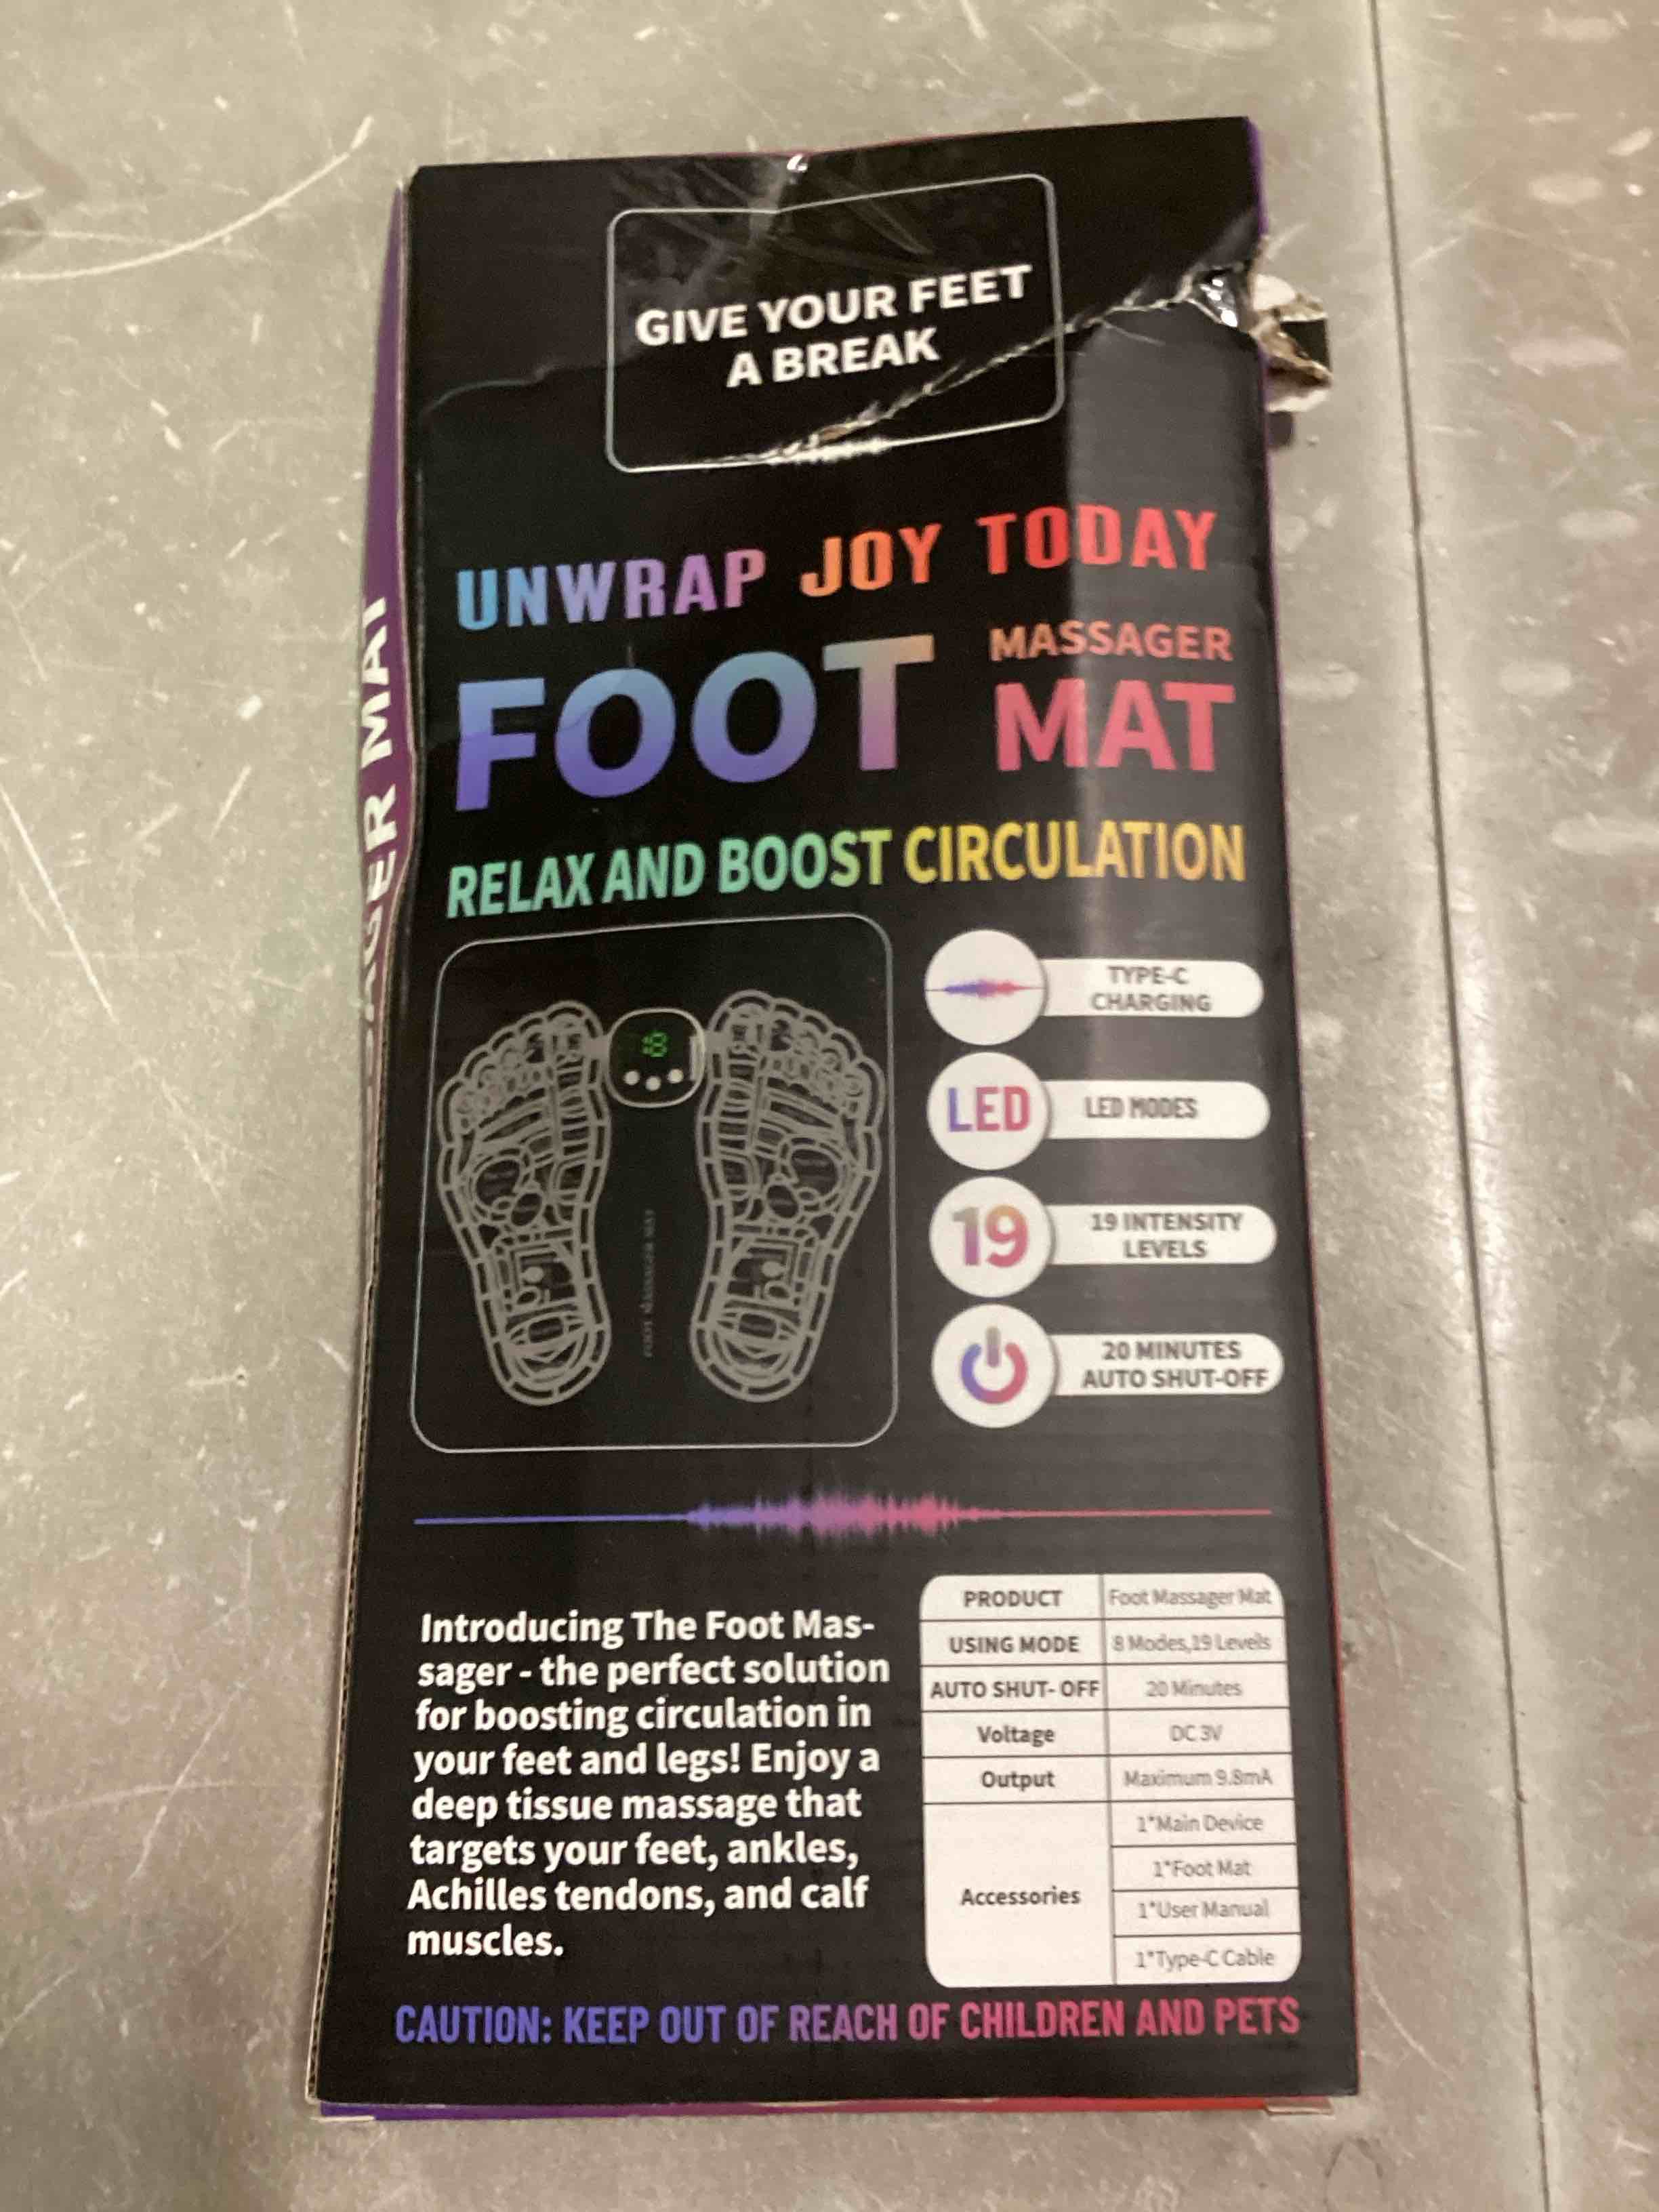 GIVE YOUR FEET
A BREAK
UNWRAP JOY TODAY
FOOT MASSAGER MAT
RELAX AND BOOST CIRCULATION
MAT
18
FOOT MASSAGER MAT
TYPE-C
CHARGING
LED
LED MODES
19
19 INTENSITY
LEVELS
20 MINUTES
AUTO SHUT-OFF
Introducing The Foot Mas-
sager - the perfect solution
for boosting circulation in
your feet and legs! Enjoy a
deep tissue massage that
targets your feet, ankles,
Achilles tendons, and calf
muscles.
PRODUCT Foot Massager Mat
USING MODE 8 Modes,19 Levels
AUTO SHUT- OFF 20 Minutes
Voltage DC 3V
Output Maximum 9.8mA
Accessories
1*Main Device
1*Foot Mat
1*User Manual
1*Type-C Cable
CAUTION: KEEP OUT OF REACH OF CHILDREN AND PETS